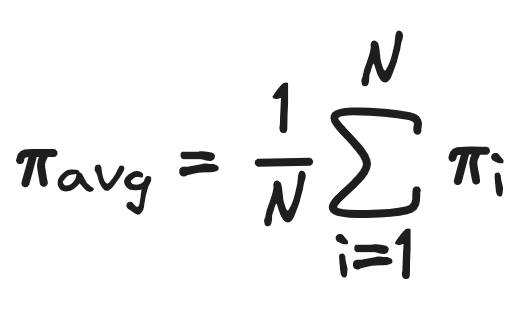 π_avg = 1/N ∑_{i=1}^{N} π_i